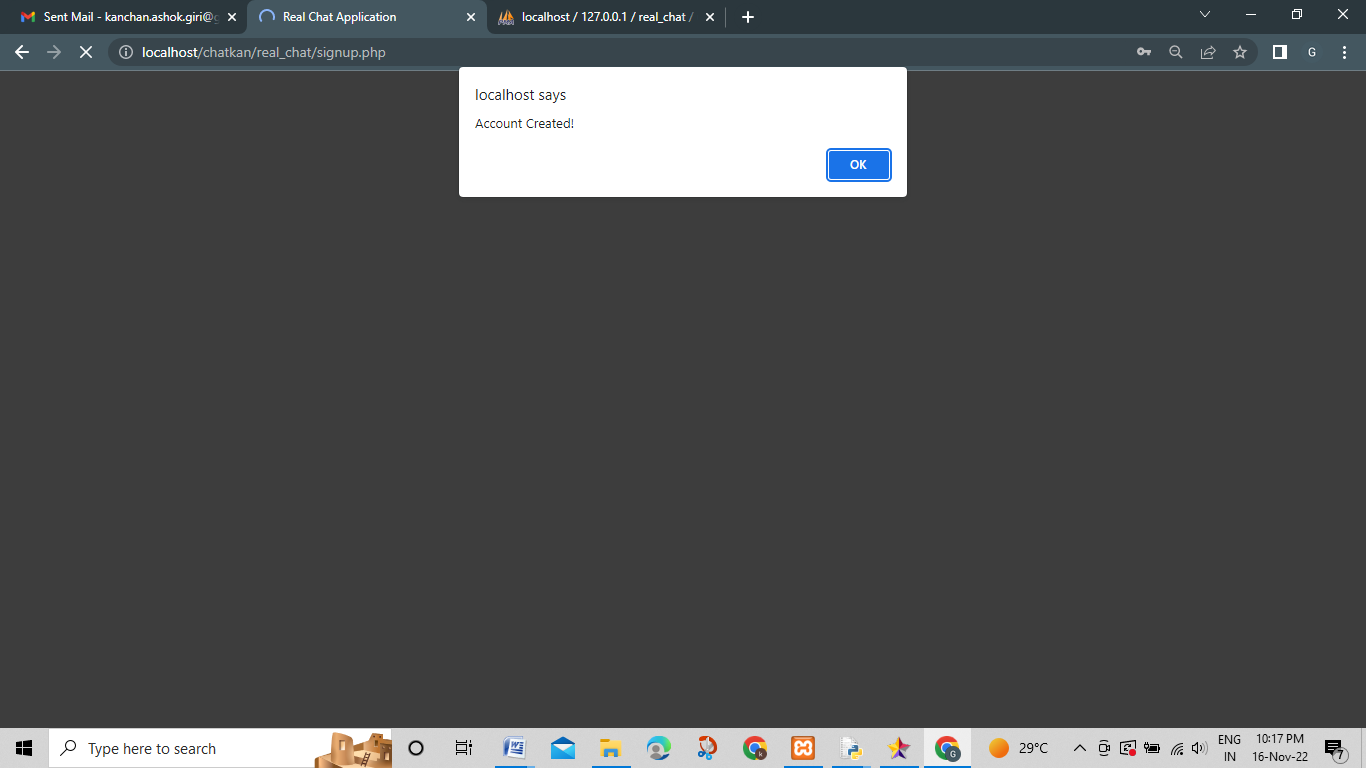 Sent Mail - kanchan.ashok.giri@g
Real Chat Application
localhost / 127.0.0.1 / real_chat /
localhost/chatkan/real_chat/signup.php
G
localhost says
Account Created!
OK
Type here to search
29°C
ENG
IN
10:17 PM
16-Nov-22
7